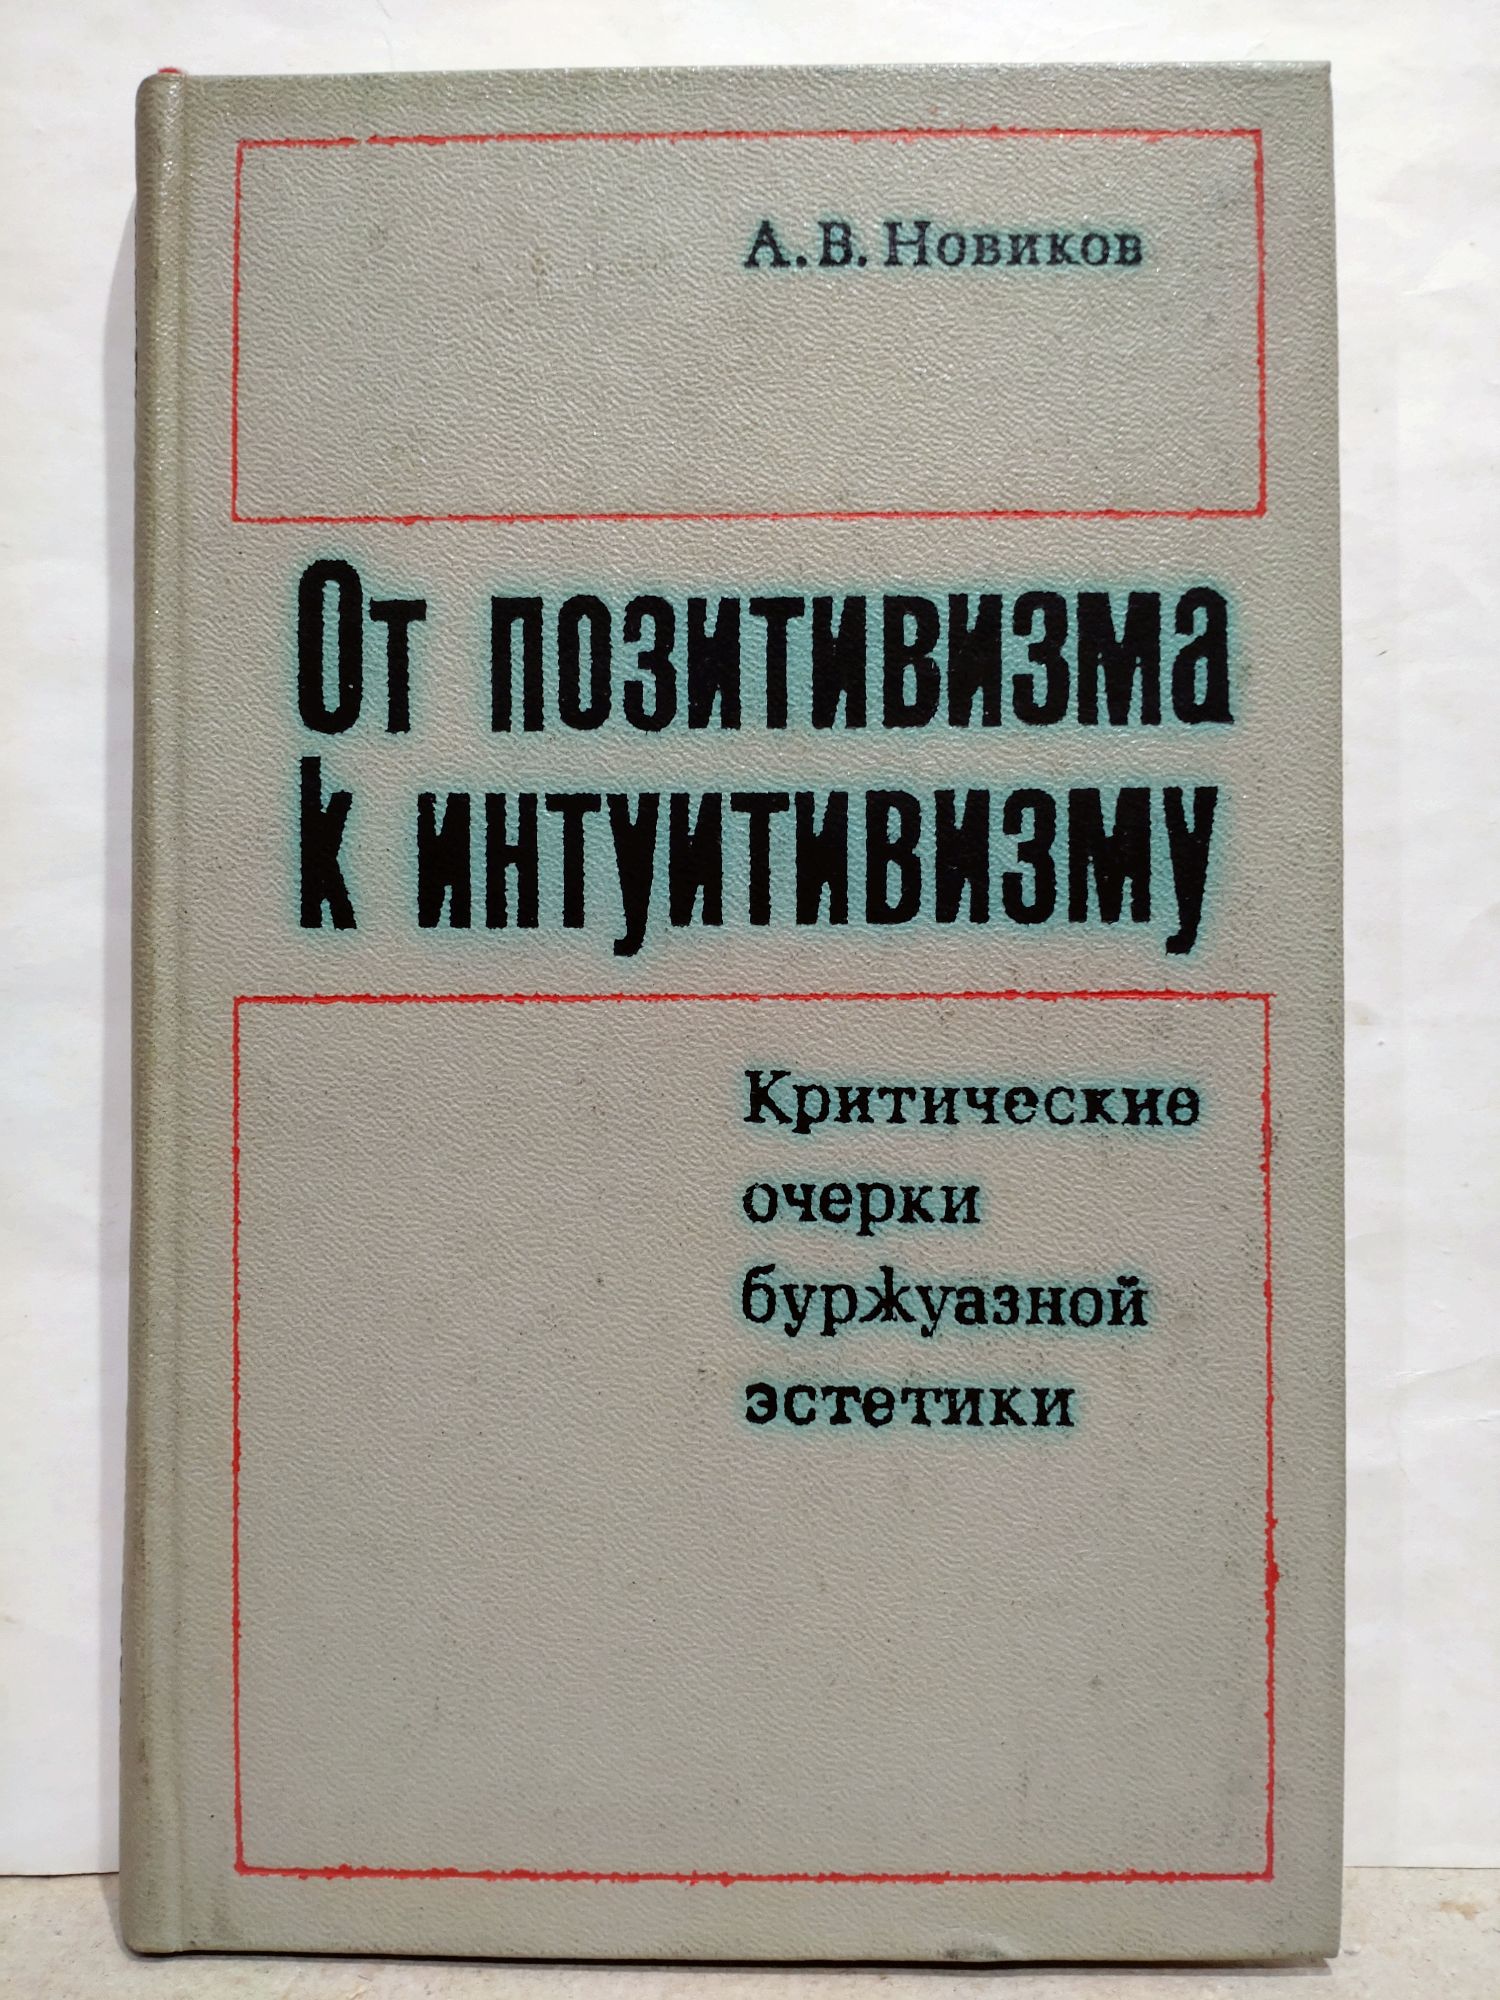 А. В. Новиков
От позитивизма
к интуитивизму
Критические
очерки
буржуазной
эстетики